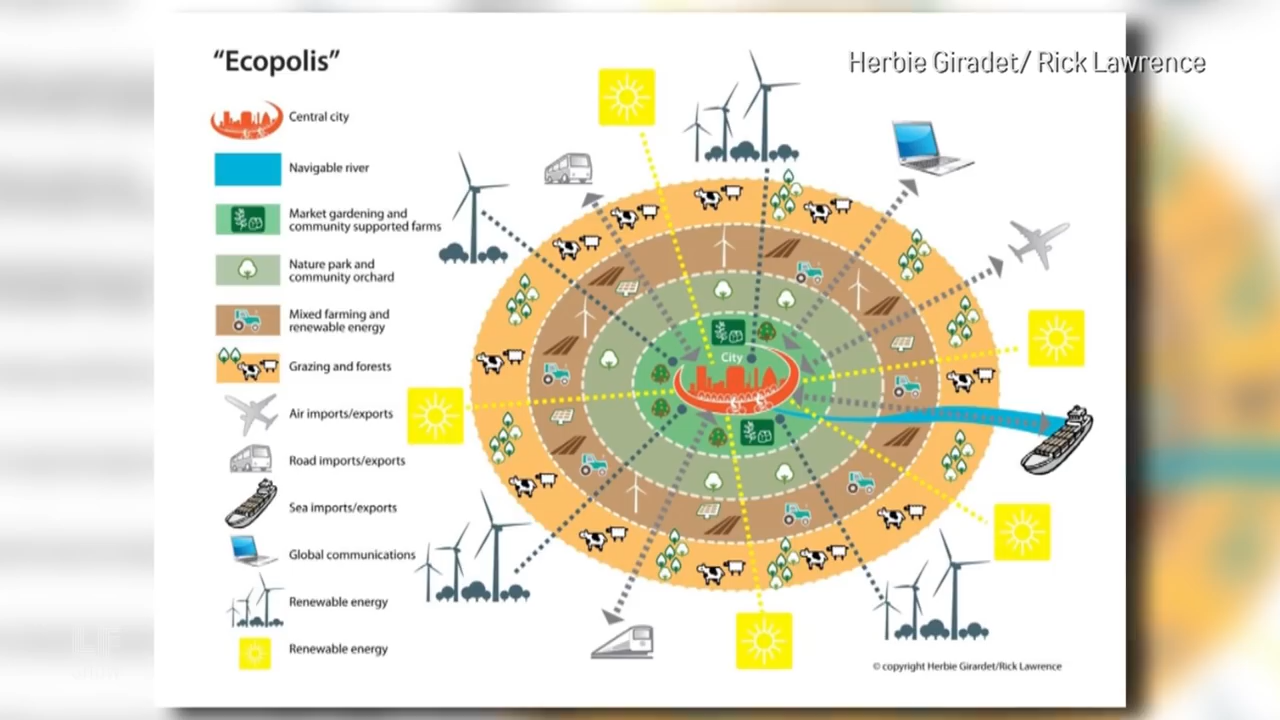 "Ecopolis"
Herbie Giradet/ Rick Lawrence
Central city
Navigable river
Market gardening and
community supported farms
Nature park and
community orchard
Mixed farming and
renewable energy
Grazing and forests
Air imports/exports
Road imports/exports
Sea imports/exports
Global communications
Renewable energy
Renewable energy
City
© copyright Herbie Girardet/Rick Lawrence